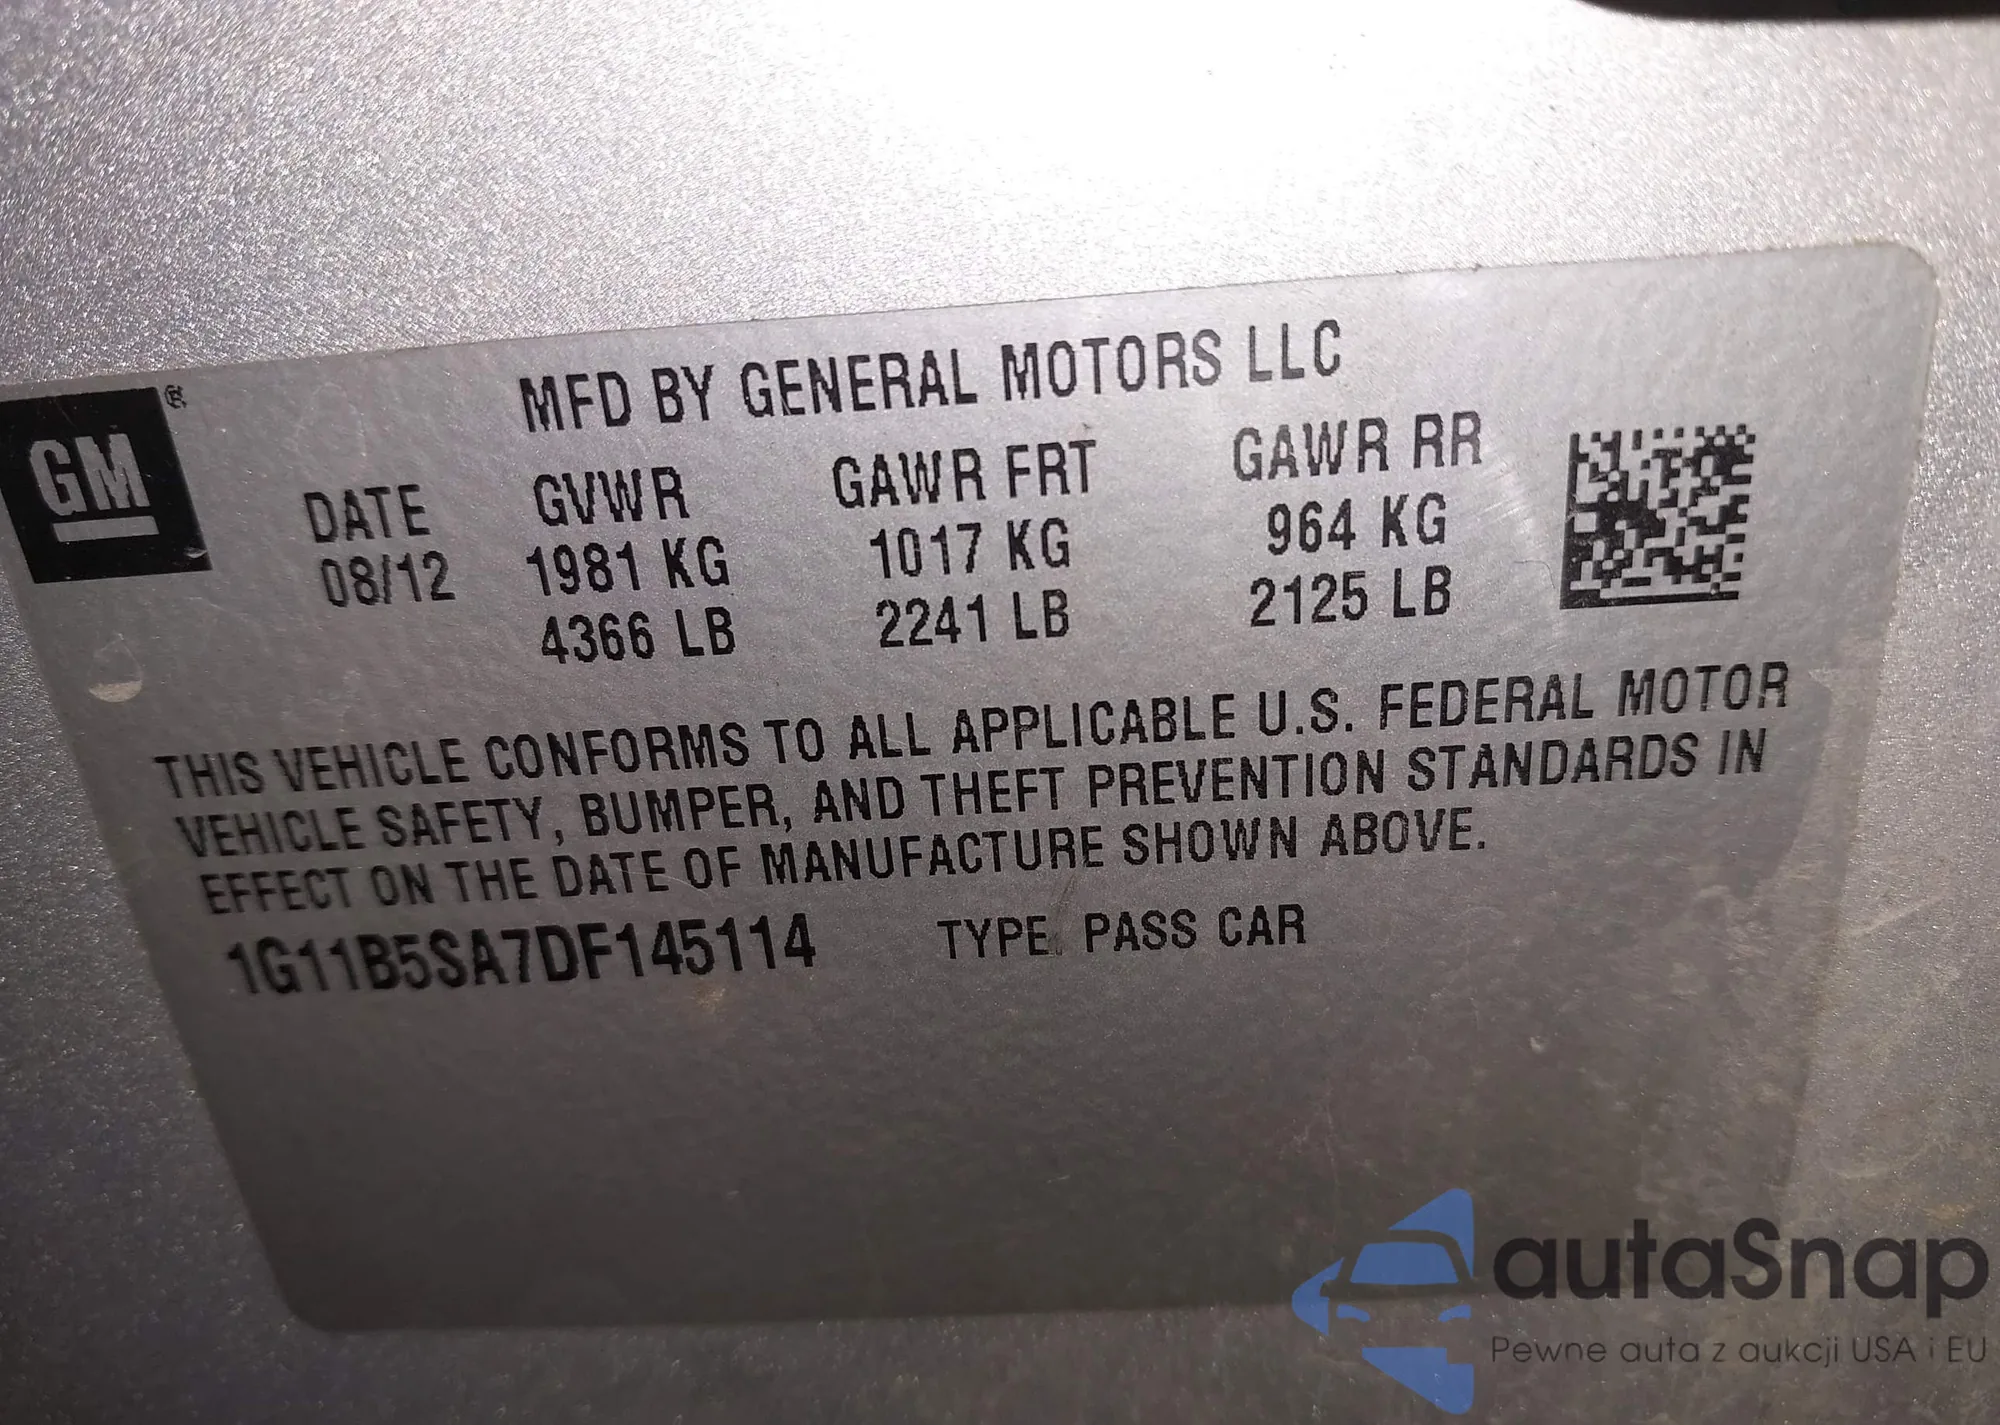 MFD BY GENERAL MOTORS LLC
GM ®
DATE GVWR GAWR FRT GAWR RR
08/12 1981 KG 1017 KG 964 KG
4366 LB 2241 LB 2125 LB
THIS VEHICLE CONFORMS TO ALL APPLICABLE U.S. FEDERAL MOTOR
VEHICLE SAFETY, BUMPER, AND THEFT PREVENTION STANDARDS IN
EFFECT ON THE DATE OF MANUFACTURE SHOWN ABOVE.
1G11B5SA7DF145114 TYPE: PASS CAR
autaSnap
Pewne auta z aukcji USA i EU